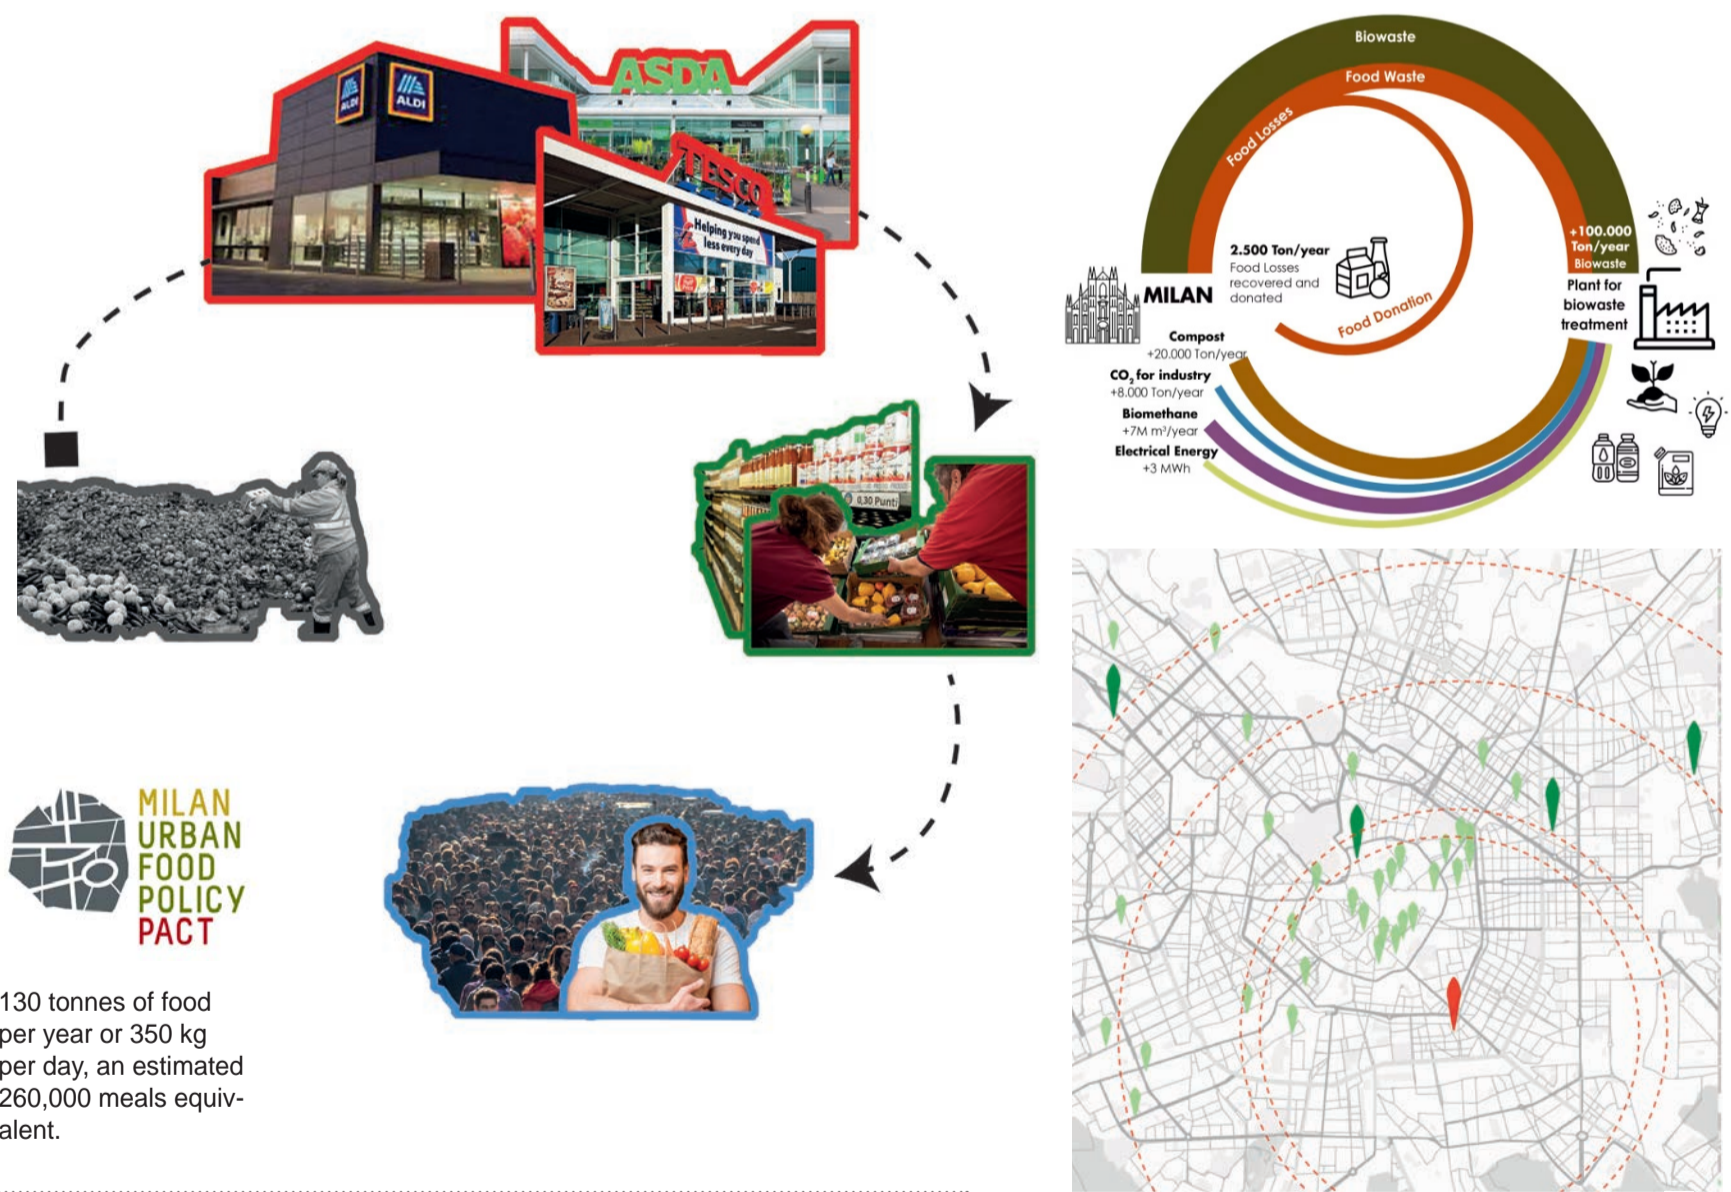 ALDI
ALDI
ASDA
TESCO
Helping you spend
less every day
0,30 Punti
MILAN
URBAN
FOOD
POLICY
PACT
130 tonnes of food
per year or 350 kg
per day, an estimated
260,000 meals equiv-
alent.
Biowaste
Food Waste
Food Losses
+100.000
Ton/year
Biowaste
2.500 Ton/year
Food Losses
recovered and
donated
Food Donation
MILAN
Plant for
biowaste
treatment
Compost
+20.000 Ton/year
CO₂ for industry
+8.000 Ton/year
Biomethane
+7M m³/year
Electrical Energy
+3 MWh